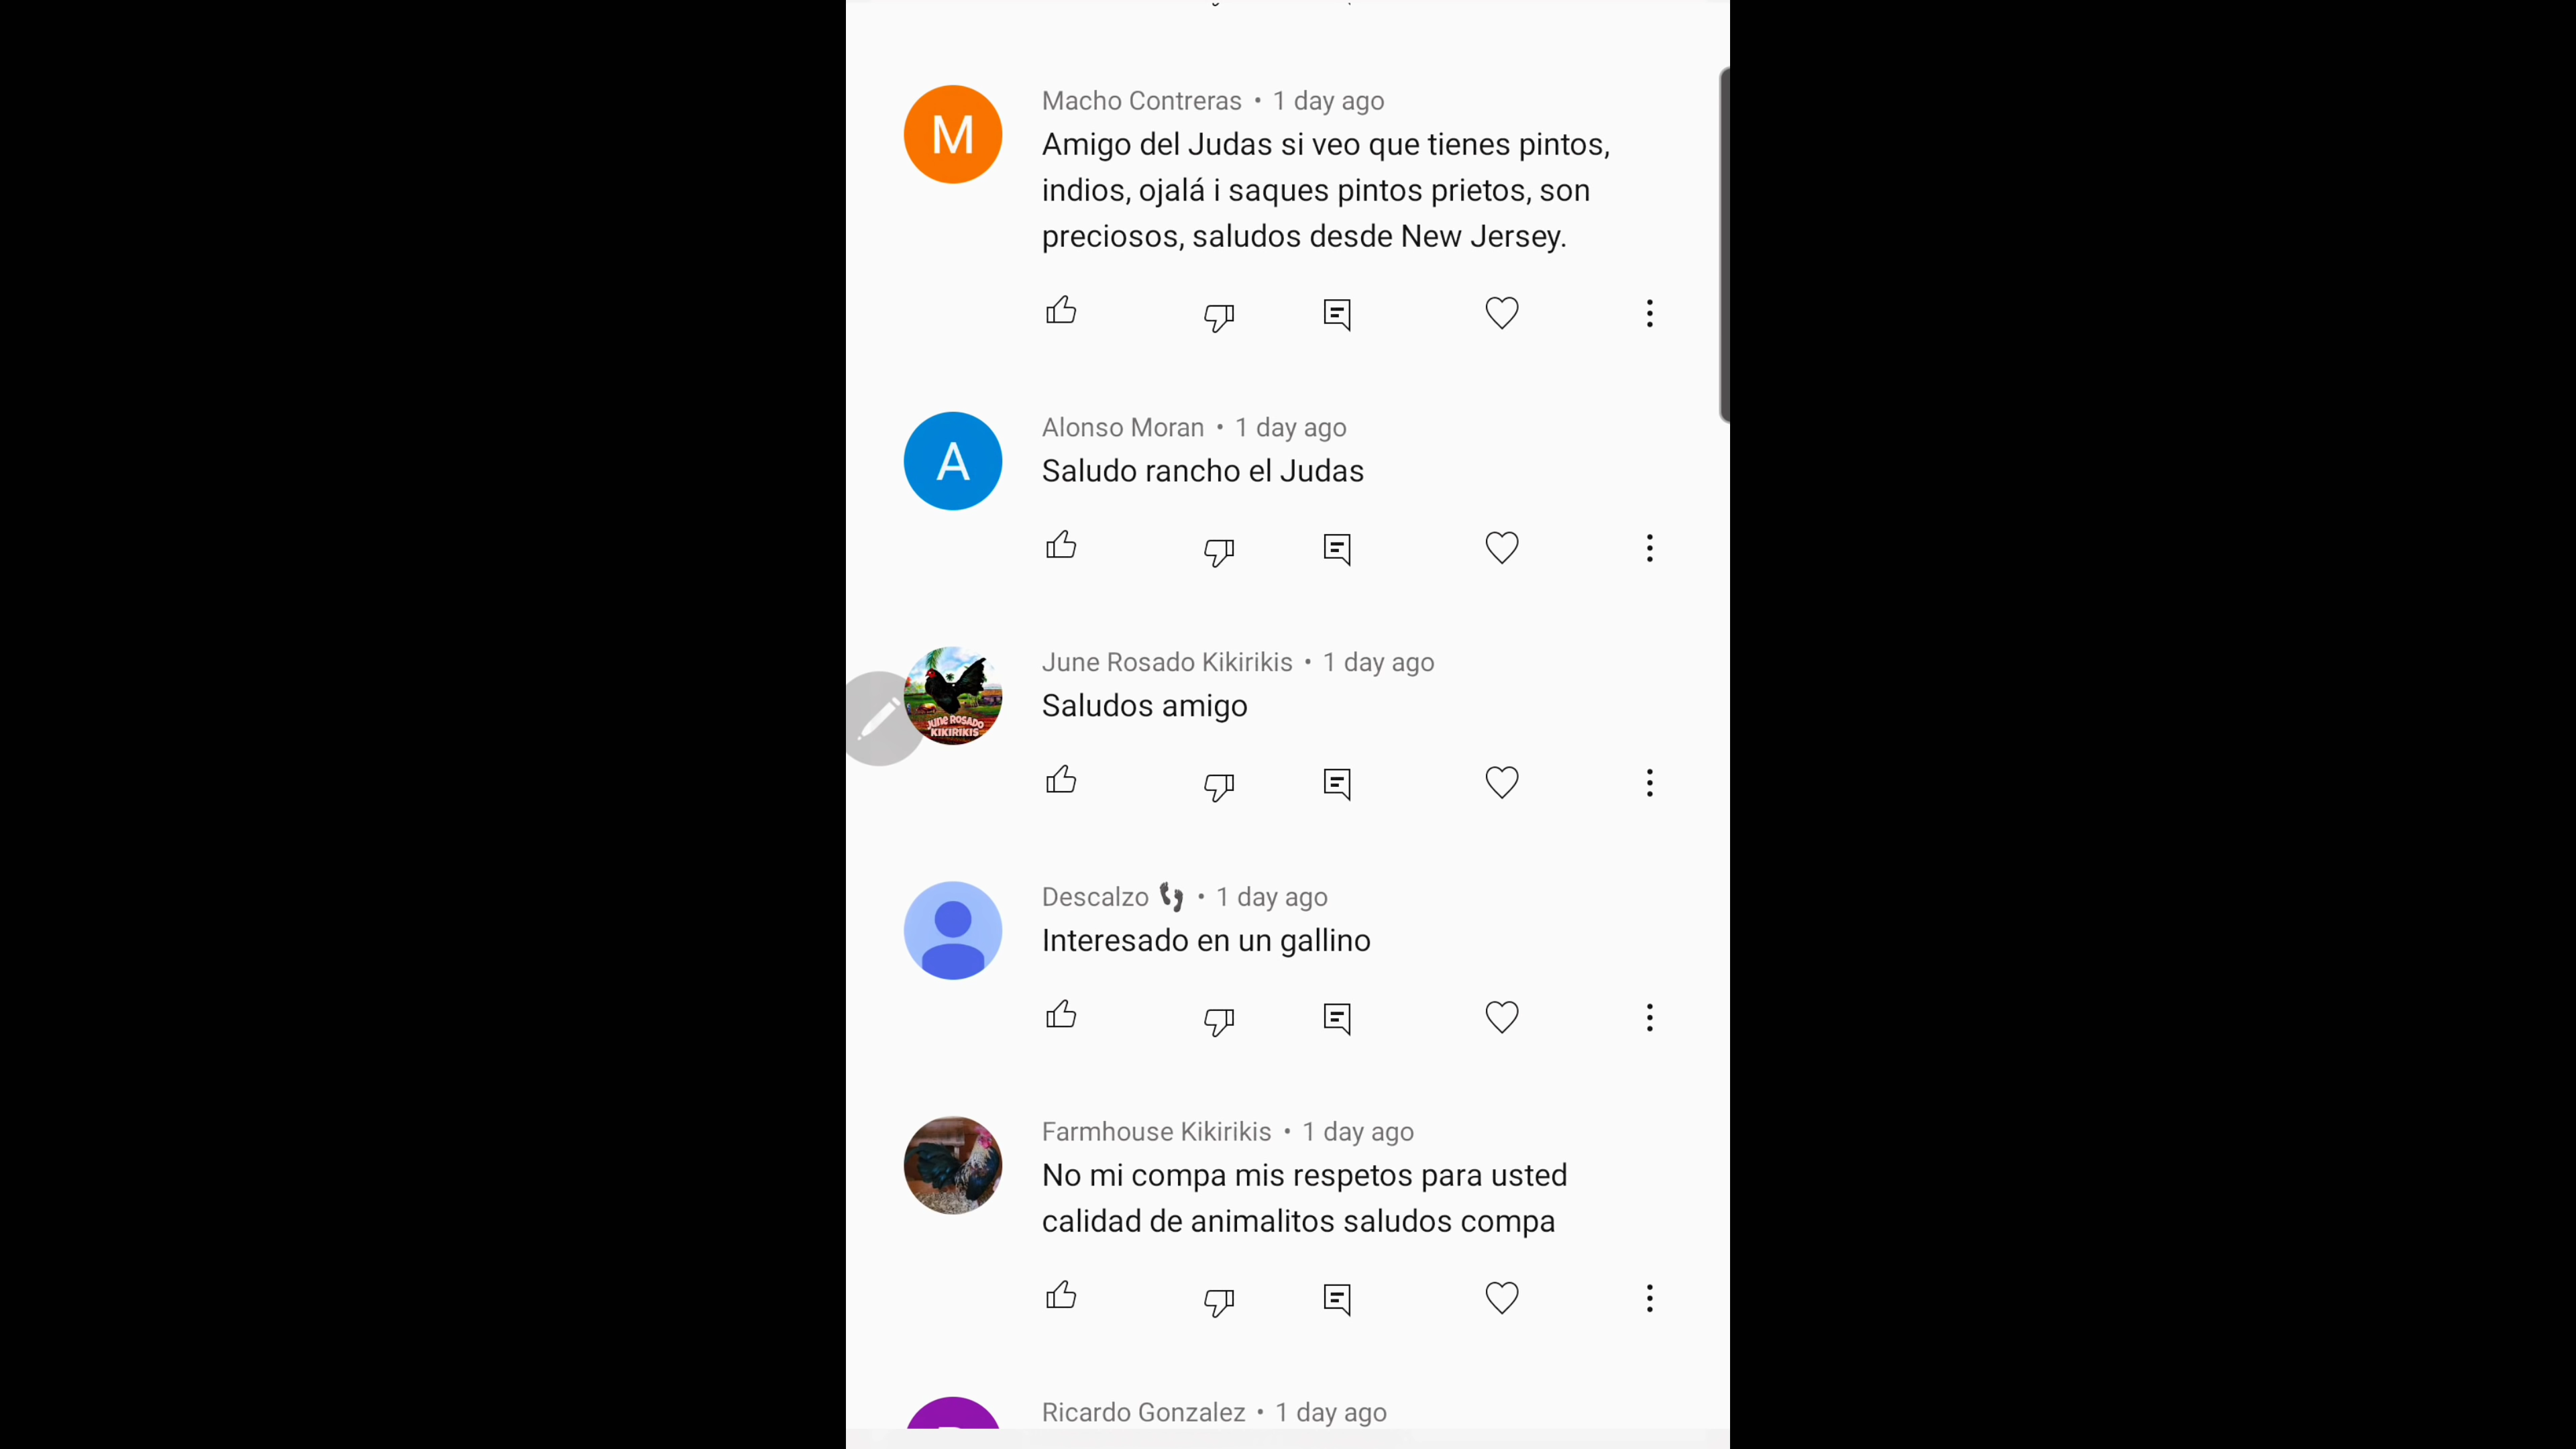 Macho Contreras • 1 day ago
M
Amigo del Judas si veo que tienes pintos,
indios, ojalá i saques pintos prietos, son
preciosos, saludos desde New Jersey.
Alonso Moran • 1 day ago
A
Saludo rancho el Judas
June Rosado Kikirikis • 1 day ago
Saludos amigo
June Rosado
Kikirikis
Descalzo 👣 • 1 day ago
Interesado en un gallino
Farmhouse Kikirikis • 1 day ago
No mi compa mis respetos para usted
calidad de animalitos saludos compa
Ricardo Gonzalez • 1 day ago